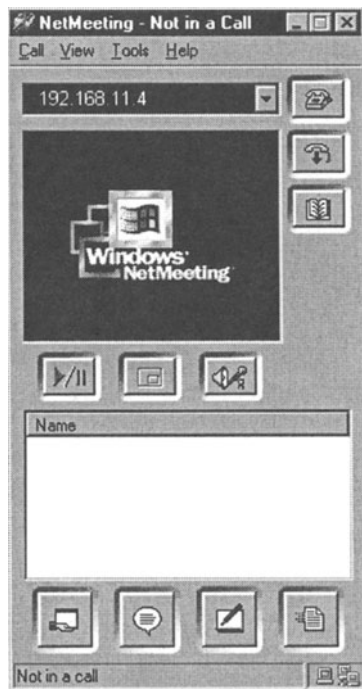 NetMeeting - Not in a Call
Call View Tools Help
192.168.11.4
Windows
NetMeeting
Name
Not in a call